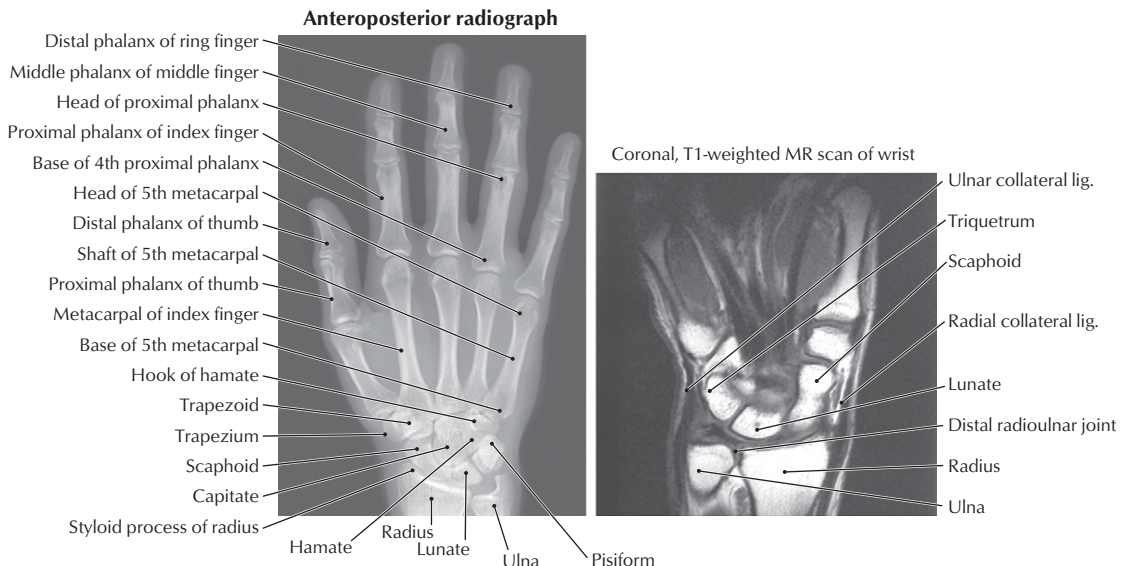 Anteroposterior radiograph
Distal phalanx of ring finger
Middle phalanx of middle finger
Head of proximal phalanx
Proximal phalanx of index finger
Base of 4th proximal phalanx
Head of 5th metacarpal
Distal phalanx of thumb
Shaft of 5th metacarpal
Proximal phalanx of thumb
Metacarpal of index finger
Base of 5th metacarpal
Hook of hamate
Trapezoid
Trapezium
Scaphoid
Capitate
Styloid process of radius
Hamate
Radius
Lunate
Ulna
Pisiform
Coronal, T1-weighted MR scan of wrist
Ulnar collateral lig.
Triquetrum
Scaphoid
Radial collateral lig.
Lunate
Distal radioulnar joint
Radius
Ulna